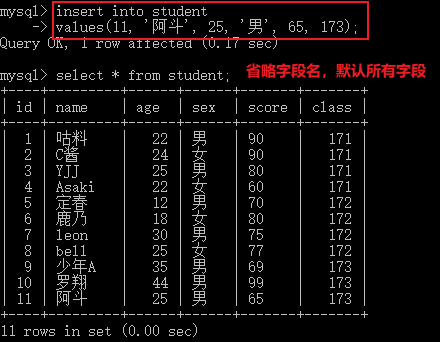 mysql> insert into student
    -> values(11, '阿斗', 25, '男', 65, 173);
Query OK, 1 row affected (0.17 sec)
mysql> select * from student;
省略字段名，默认所有字段
+----+--------+------+------+-------+-------+
| id | name | age | sex | score | class |
+----+--------+------+------+-------+-------+
| 1 | 咕料 | 22 | 男 | 90 | 171 |
| 2 | C酱 | 24 | 女 | 90 | 171 |
| 3 | YJJ | 25 | 男 | 80 | 171 |
| 4 | Asaki | 22 | 女 | 60 | 171 |
| 5 | 定春 | 12 | 男 | 70 | 172 |
| 6 | 鹿乃 | 18 | 女 | 80 | 172 |
| 7 | leon | 30 | 男 | 75 | 172 |
| 8 | bell | 25 | 女 | 77 | 172 |
| 9 | 少年A | 35 | 男 | 69 | 173 |
| 10 | 罗翔 | 44 | 男 | 99 | 173 |
| 11 | 阿斗 | 25 | 男 | 65 | 173 |
+----+--------+------+------+-------+-------+
11 rows in set (0.00 sec)